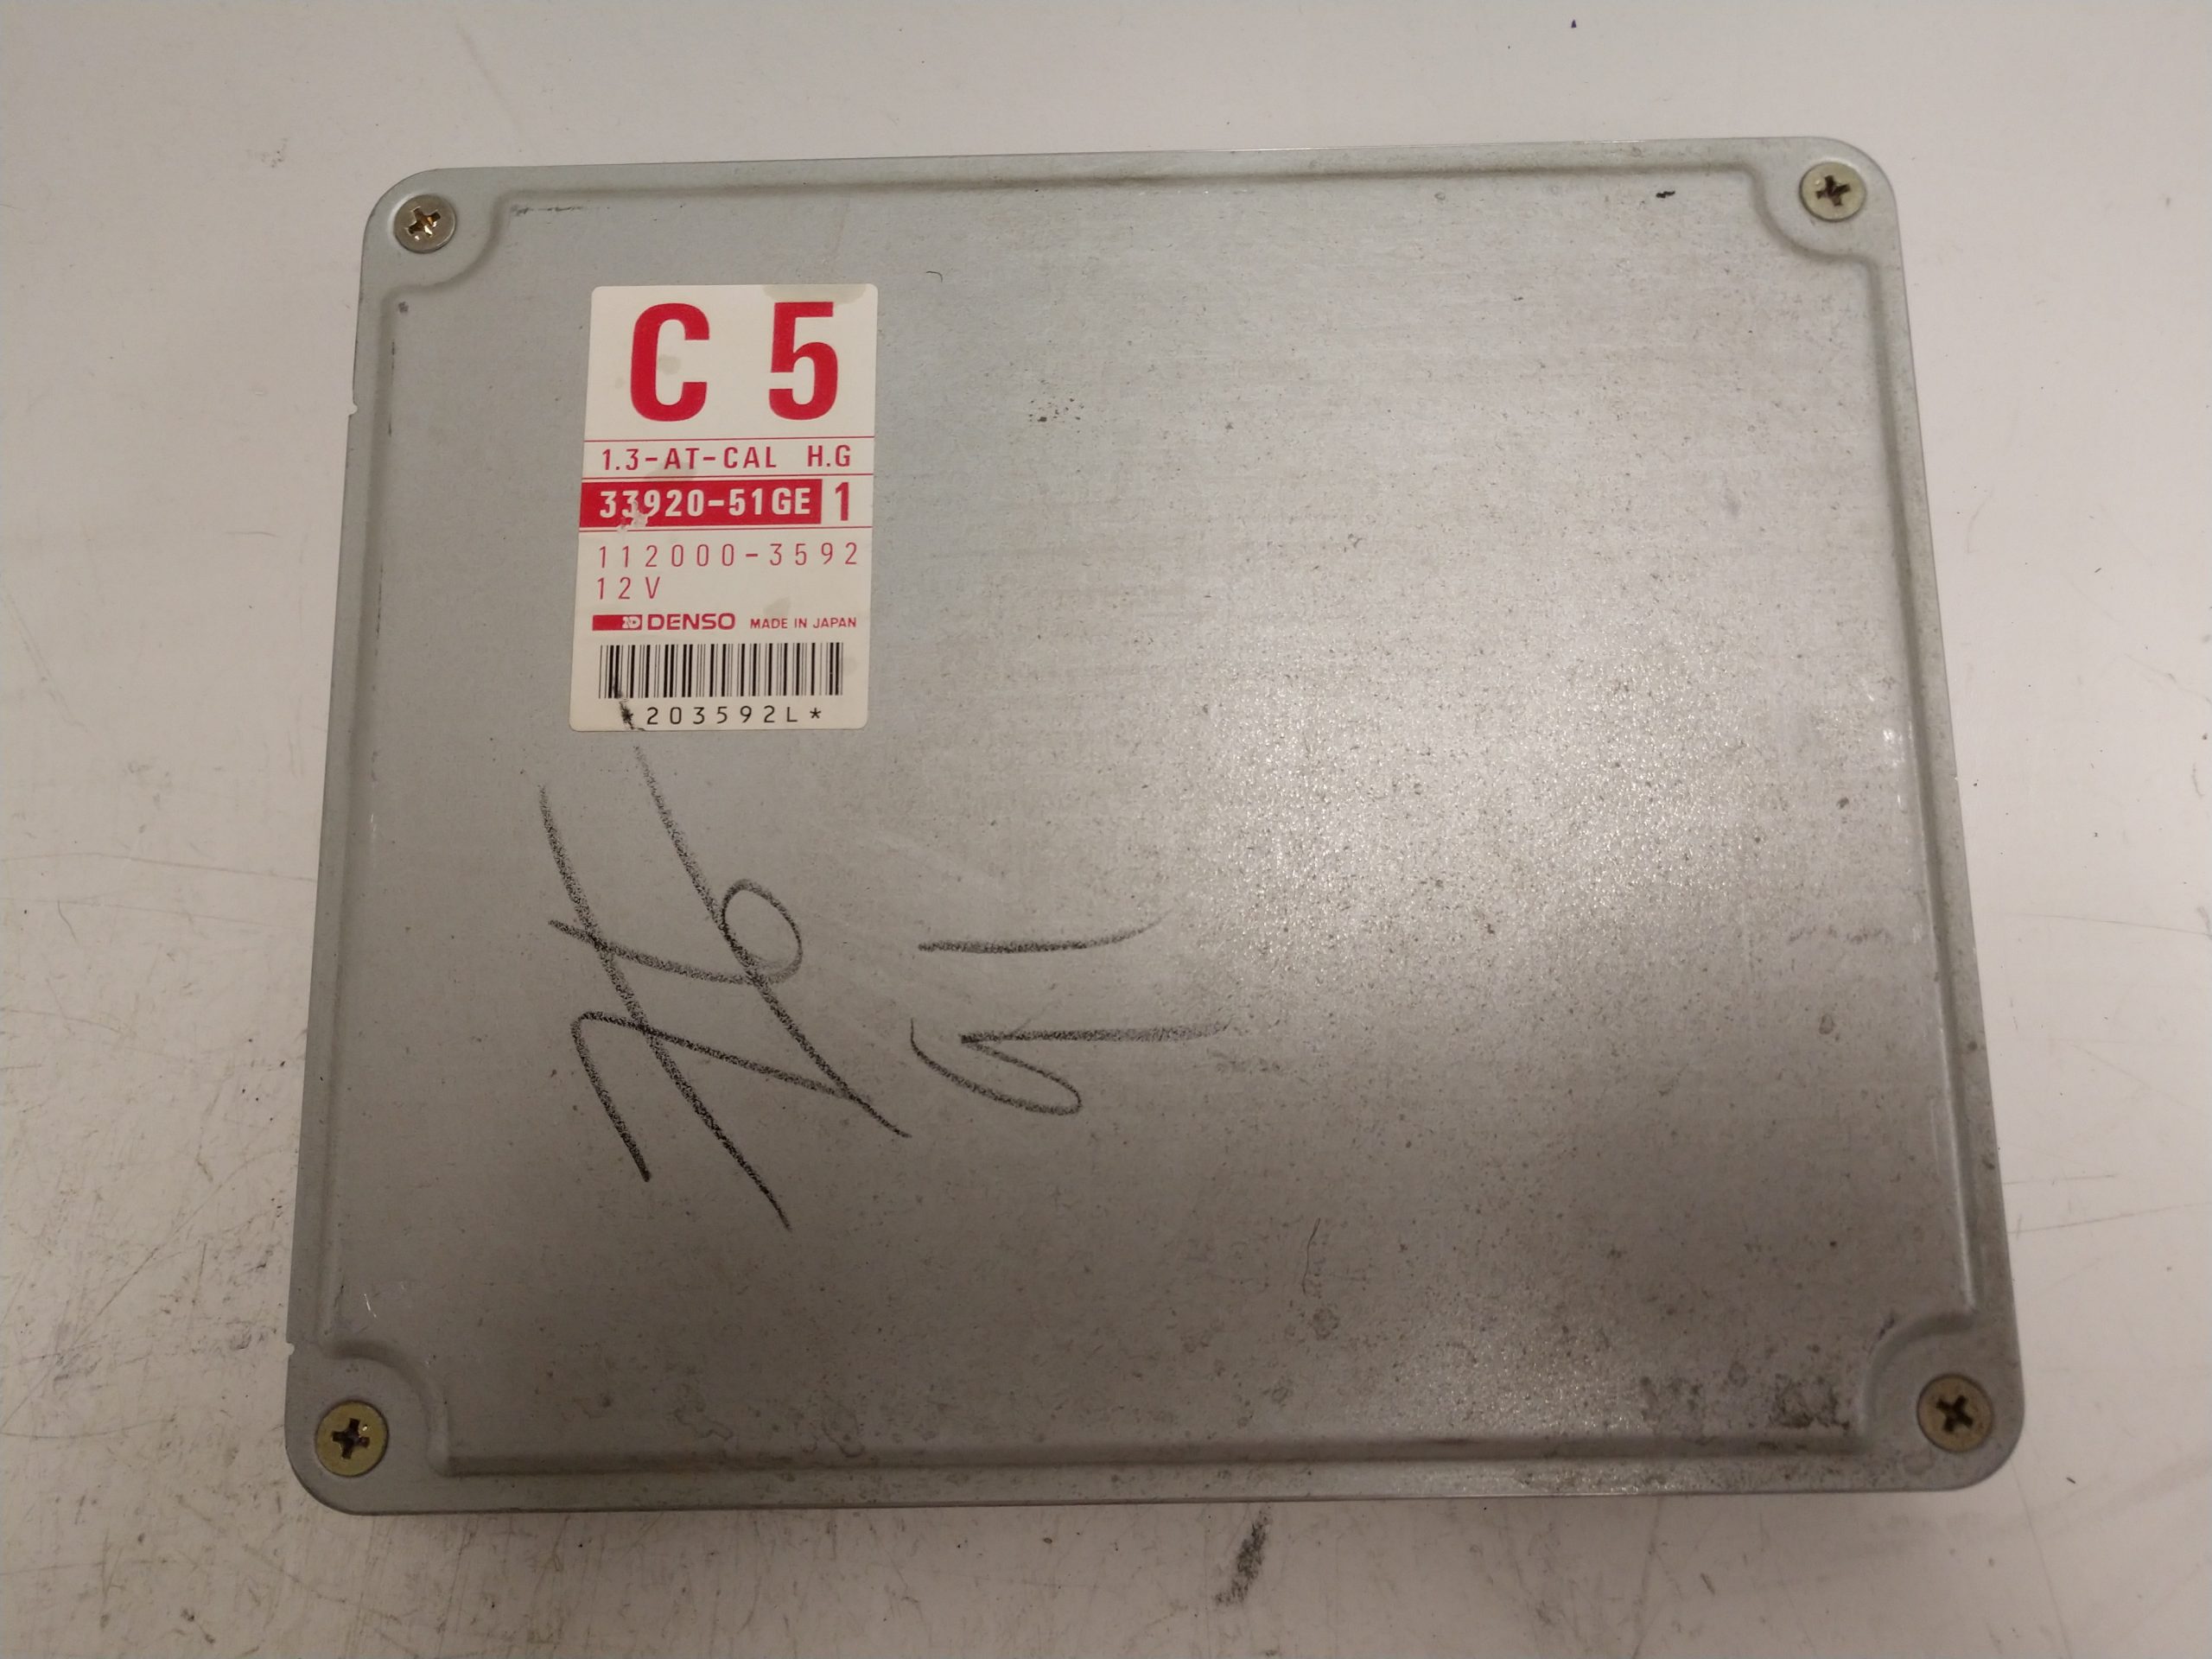 C 5
1.3-AT-CAL H.G
33920-51GE 1
112000-3592
12V
DENSO MADE IN JAPAN
*203592L*